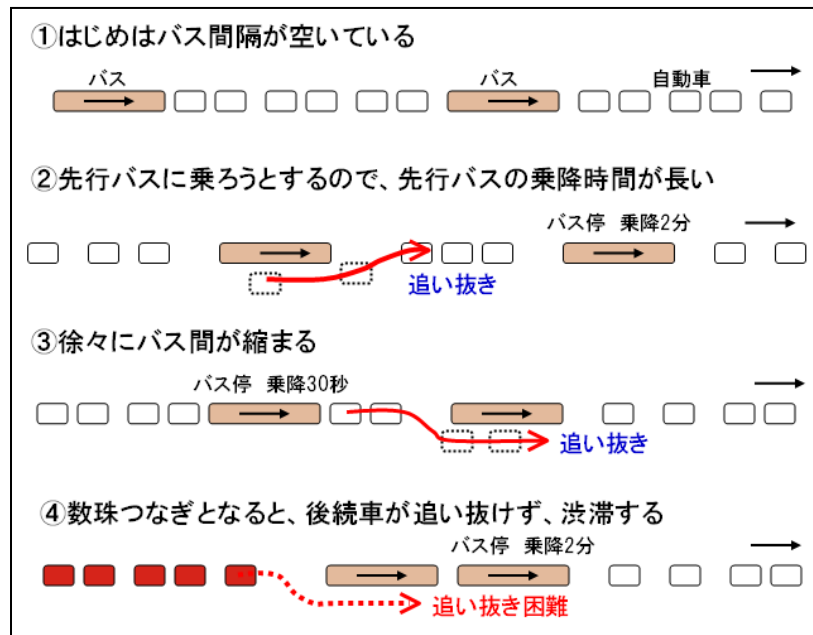 ①はじめはバス間隔が空いている
バス
バス
自動車
②先行バスに乗ろうとするので、先行バスの乗降時間が長い
バス停 乗降2分
追い抜き
③徐々にバス間が縮まる
バス停 乗降30秒
追い抜き
④数珠つなぎとなると、後続車が追い抜けず、渋滞する
バス停 乗降2分
追い抜き困難